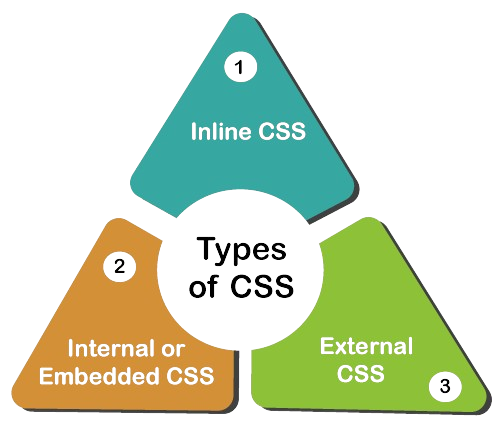 1
Inline CSS
Types
of CSS
2
Internal or
Embedded CSS
External
CSS
3